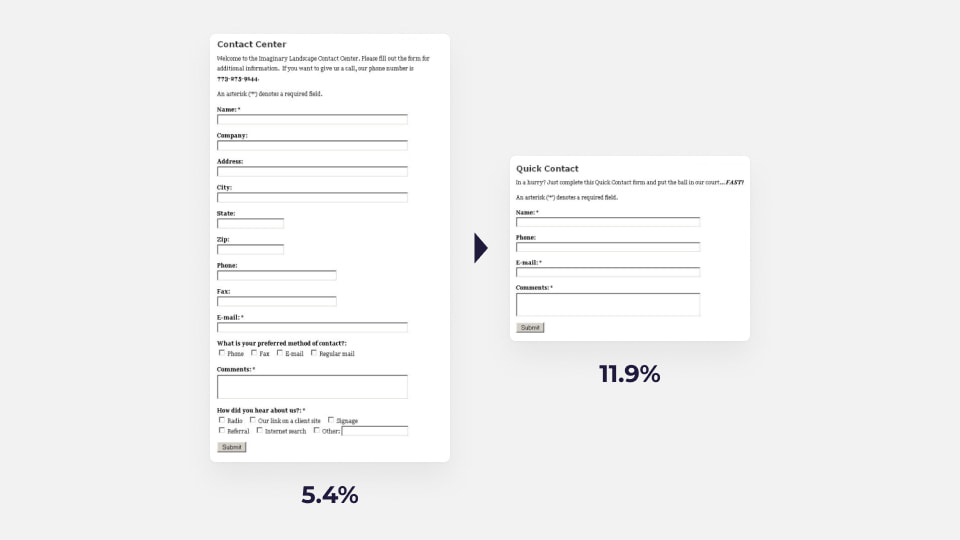 Contact Center
Welcome to the Imaginary Landscape Contact Center. Please fill out the form for
additional information. If you want to give us a call, our phone number is
773-275-9144.
An asterisk (*) denotes a required field.
Name: *
Company:
Address:
City:
State:
Zip:
Phone:
Fax:
E-mail: *
What is your preferred method of contact?:
Phone Fax E-mail Regular mail
Comments: *
How did you hear about us?: *
Radio Our link on a client site Signage
Referral Internet search Other:
Submit
5.4%
Quick Contact
In a hurry? Just complete this Quick Contact form and put the ball in our court...FAST!
An asterisk (*) denotes a required field.
Name: *
Phone:
E-mail: *
Comments: *
Submit
11.9%